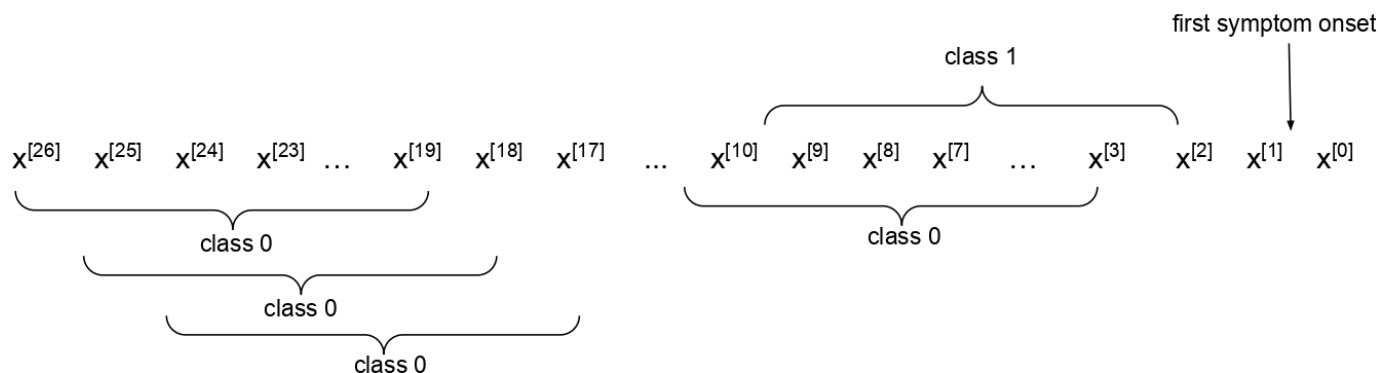 first symptom onset
class 1
x[26] x[25] x[24] x[23] ... x[19] x[18] x[17] ... x[10] x[9] x[8] x[7] ... x[3] x[2] x[1] x[0]
class 0 class 0
class 0
class 0